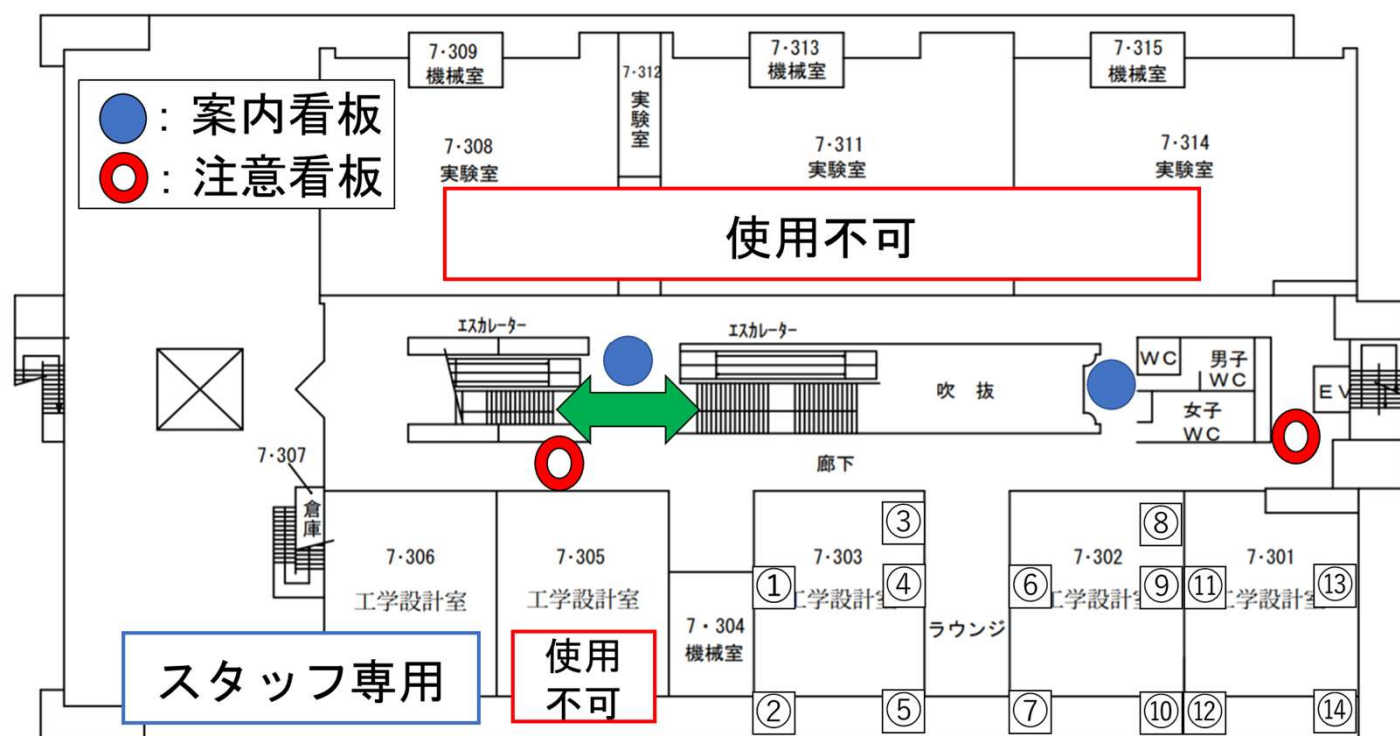 7・309
機械室
7・312
実験室
7・313
機械室
7・315
機械室
：案内看板
：注意看板
7・308
実験室
7・311
実験室
7・314
実験室
使用不可
エスカレーター
エスカレーター
吹 抜
WC
男子
WC
女子
WC
EV
廊下
7・307
倉庫
7・306
工学設計室
7・305
工学設計室
7・304
機械室
7・303
工学設計室
ラウンジ
7・302
工学設計室
7・301
工学設計室
①
②
③
④
⑤
⑥
⑦
⑧
⑨
⑩
⑪
⑫
⑬
⑭
スタッフ専用
使用
不可